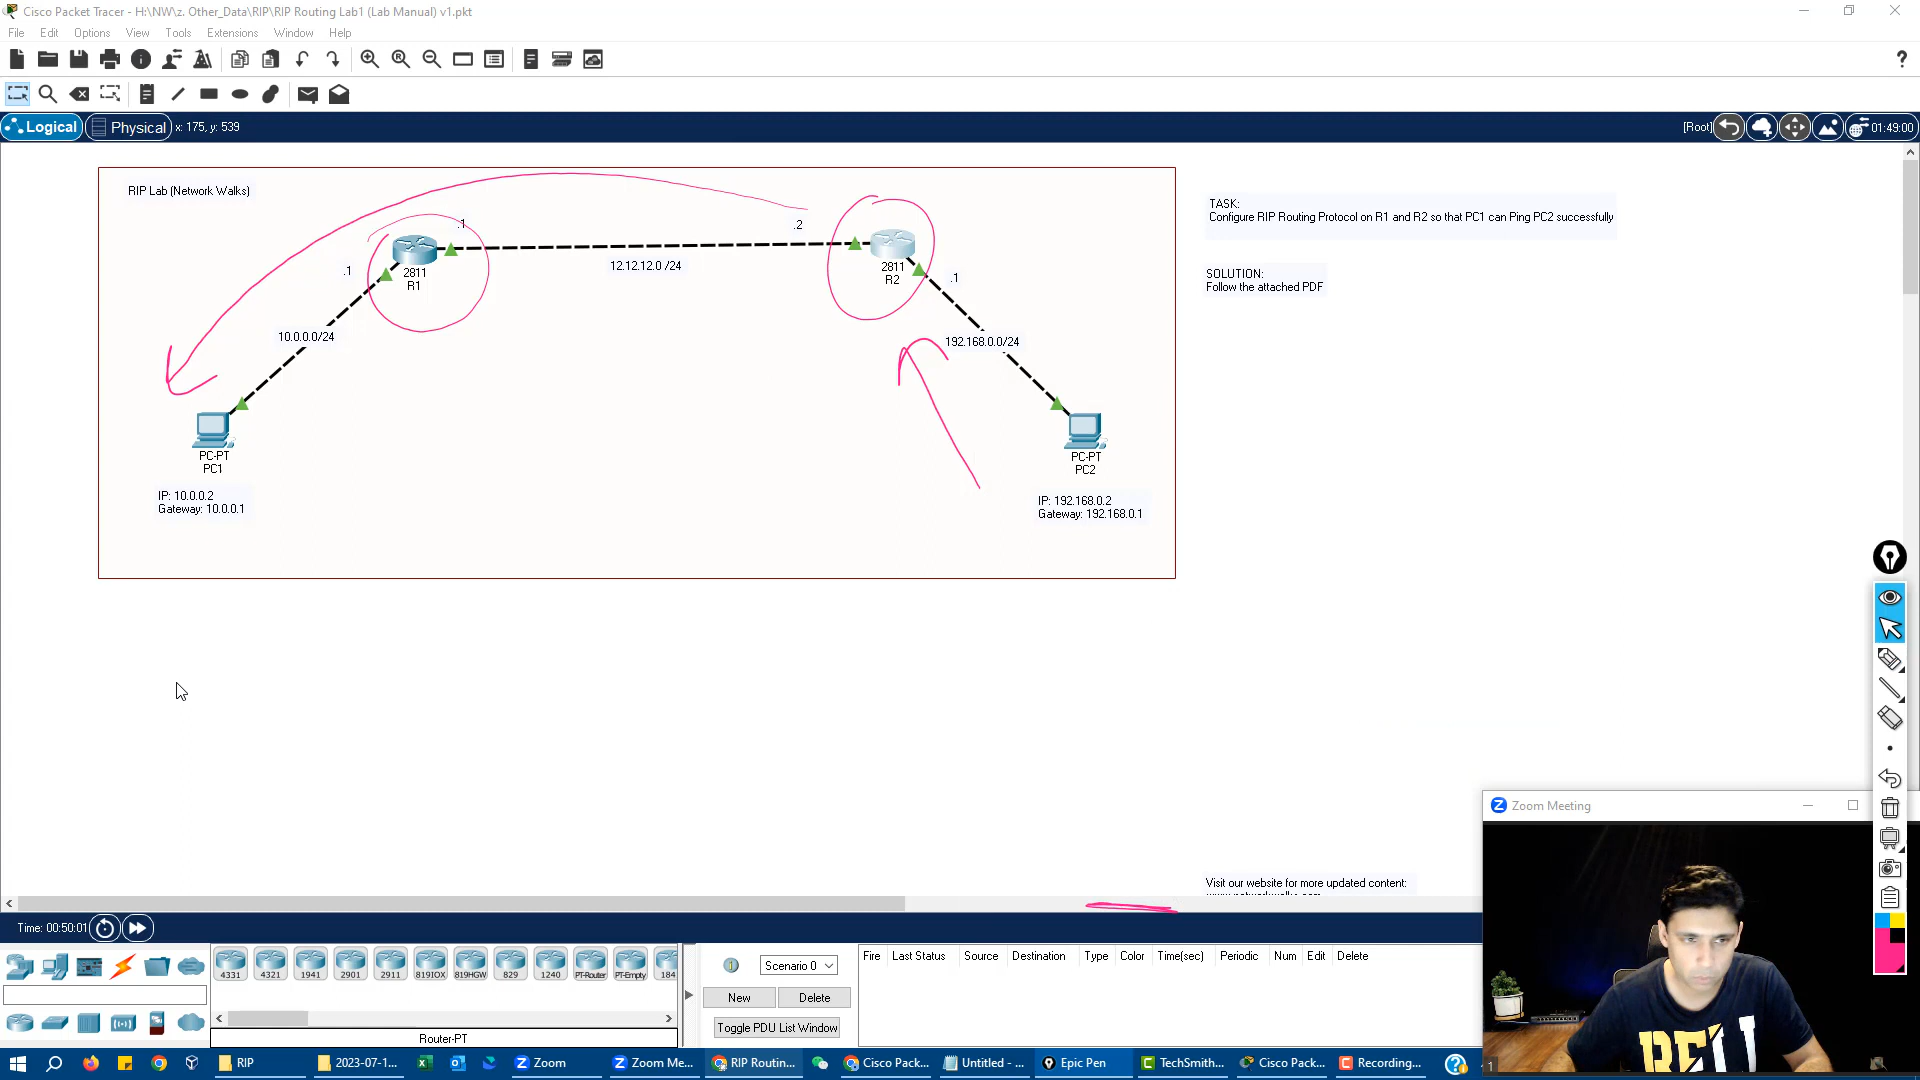 Cisco Packet Tracer - H:\NW\z. Other_Data\RIP\RIP Routing Lab1 (Lab Manual) v1.pkt
File Edit Options View Tools Extensions Window Help
?
Logical Physical x: 175, y: 539
[Root] 01:49:00
RIP Lab (Network Walks)
TASK:
Configure RIP Routing Protocol on R1 and R2 so that PC1 can Ping PC2 successfully
SOLUTION:
Follow the attached PDF
.1
.2
.1
2811
R1
12.12.12.0 /24
2811
R2
.1
10.0.0.0/24
192.168.0.0/24
PC-PT
PC1
PC-PT
PC2
IP: 10.0.0.2
Gateway: 10.0.0.1
IP: 192.168.0.2
Gateway: 192.168.0.1
Zoom Meeting
Visit our website for more updated content:
Time: 00:50:01
4331 4321 1941 2901 2911 819IOX 819HGW 829 1240 PT-Router PT-Empty 184
Router-PT
Scenario 0
New Delete
Toggle PDU List Window
Fire Last Status Source Destination Type Color Time(sec) Periodic Num Edit Delete
RIP 2023-07-1... Zoom Zoom Me... RIP Routin... Cisco Pack... Untitled - ... Epic Pen TechSmith... Cisco Pack... Recording...
1